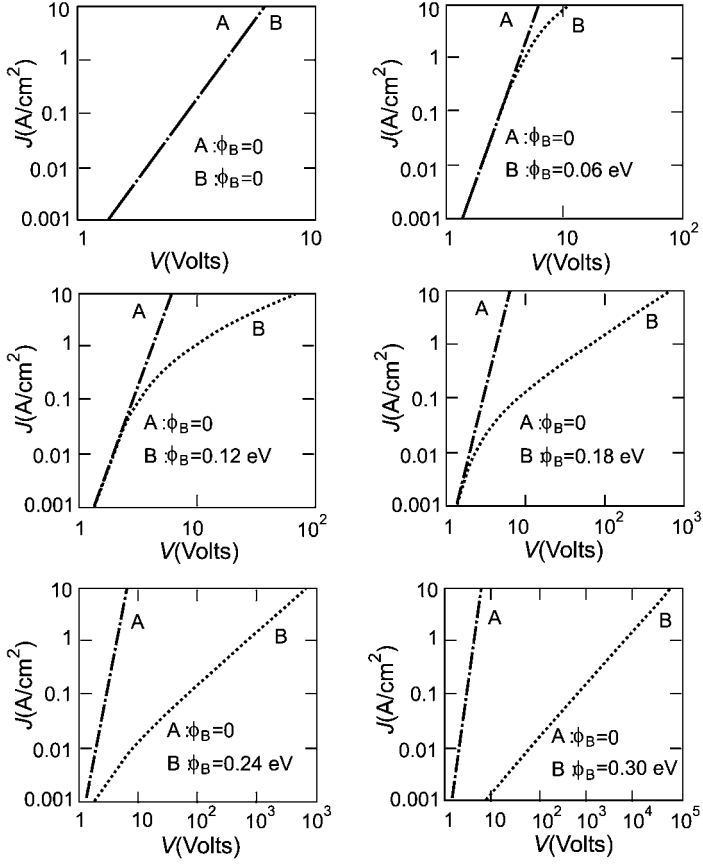 10
1
0.1
0.01
0.001
J(A/cm²)
A B
A :ϕB=0
B :ϕB=0
1 10
V(Volts)
10
1
0.1
0.01
0.001
J(A/cm²)
A B
A :ϕB=0
B :ϕB=0.06 eV
1 10 10²
V(Volts)
10
1
0.1
0.01
0.001
J(A/cm²)
A B
A :ϕB=0
B :ϕB=0.12 eV
1 10 10²
V(Volts)
10
1
0.1
0.01
0.001
J(A/cm²)
A B
A :ϕB=0
B :ϕB=0.18 eV
1 10 10² 10³
V(Volts)
10
1
0.1
0.01
0.001
J(A/cm²)
A B
A :ϕB=0
B :ϕB=0.24 eV
1 10 10² 10³ 10³
V(Volts)
10
1
0.1
0.01
0.001
J(A/cm²)
A B
A :ϕB=0
B :ϕB=0.30 eV
1 10 10² 10³ 10⁴ 10⁵
V(Volts)